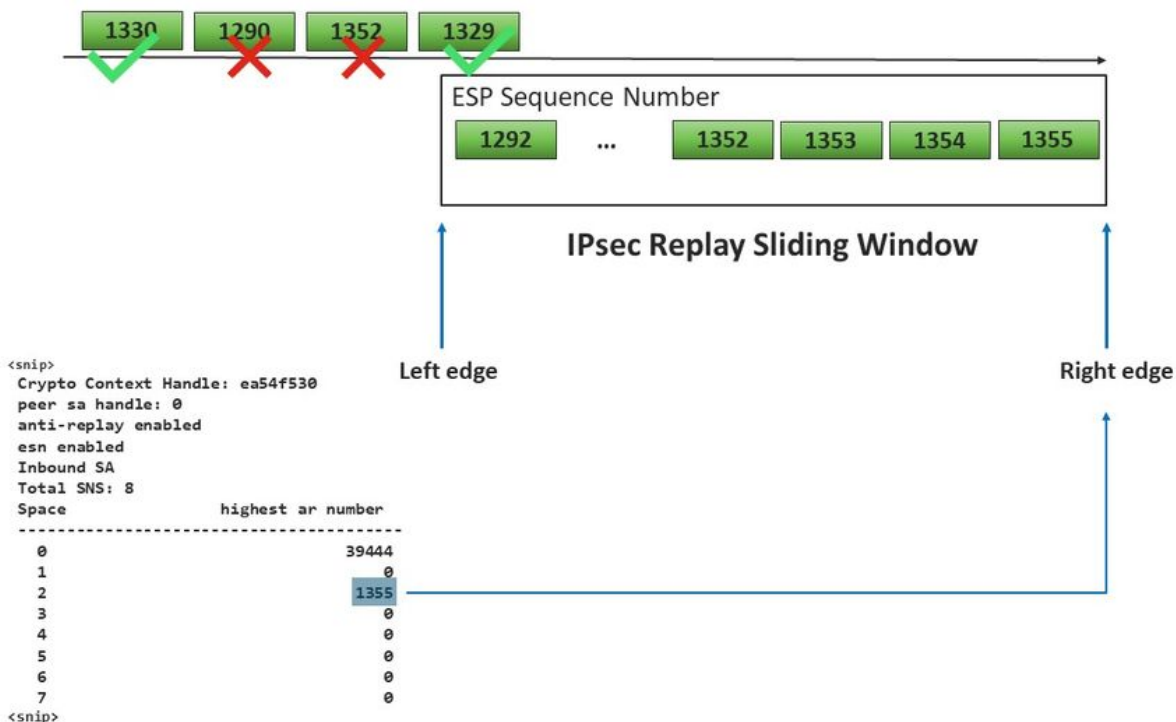 1330 1290 1352 1329
ESP Sequence Number
1292 ... 1352 1353 1354 1355
IPsec Replay Sliding Window
Left edge
Right edge
<snip>
Crypto Context Handle: ea54f530
peer sa handle: 0
anti-replay enabled
esn enabled
Inbound SA
Total SNS: 8
Space highest ar number
------------------------------------------
0 39444
1 0
2 1355
3 0
4 0
5 0
6 0
7 0
<snip>